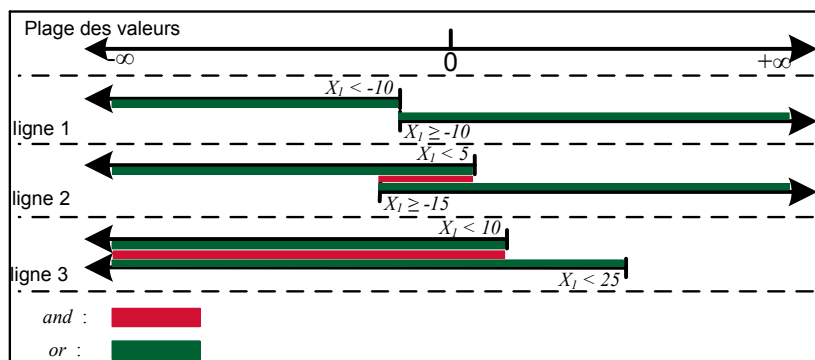 Plage des valeurs
-∞ 0 +∞
X₁ < -10
ligne 1
X₁ ≥ -10
X₁ < 5
ligne 2
X₁ ≥ -15
X₁ < 10
ligne 3
X₁ < 25
and :
or :